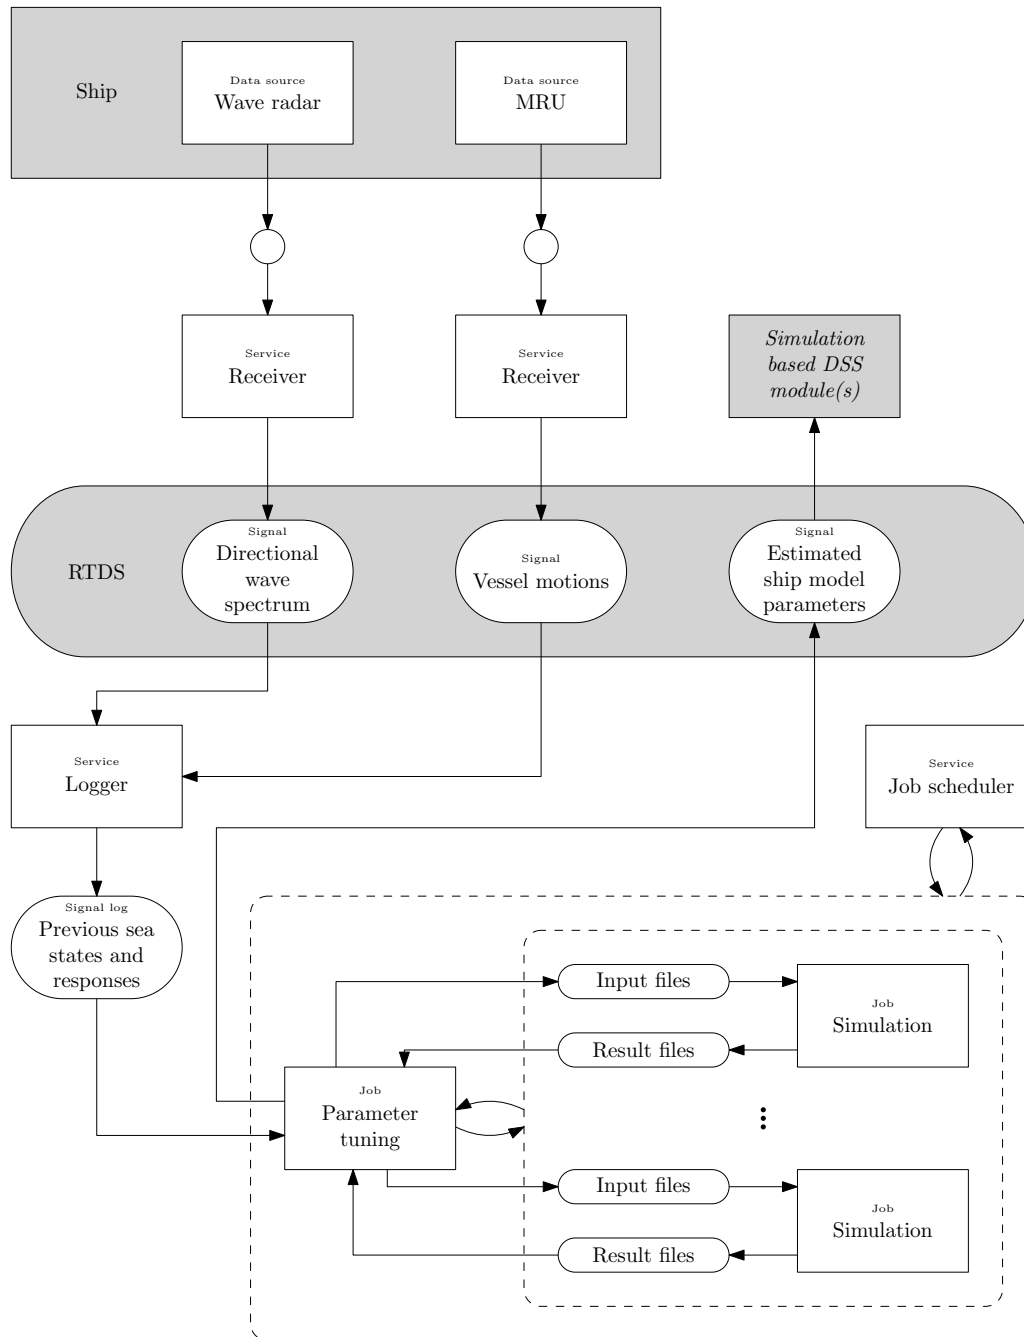 Ship
Data source
Wave radar
Data source
MRU
Service
Receiver
Service
Receiver
Simulation
based DSS
module(s)
RTDS
Signal
Directional
wave
spectrum
Signal
Vessel motions
Signal
Estimated
ship model
parameters
Service
Logger
Service
Job scheduler
Signal log
Previous sea
states and
responses
Input files
Job
Simulation
Result files
Job
Parameter
tuning
Input files
Job
Simulation
Result files